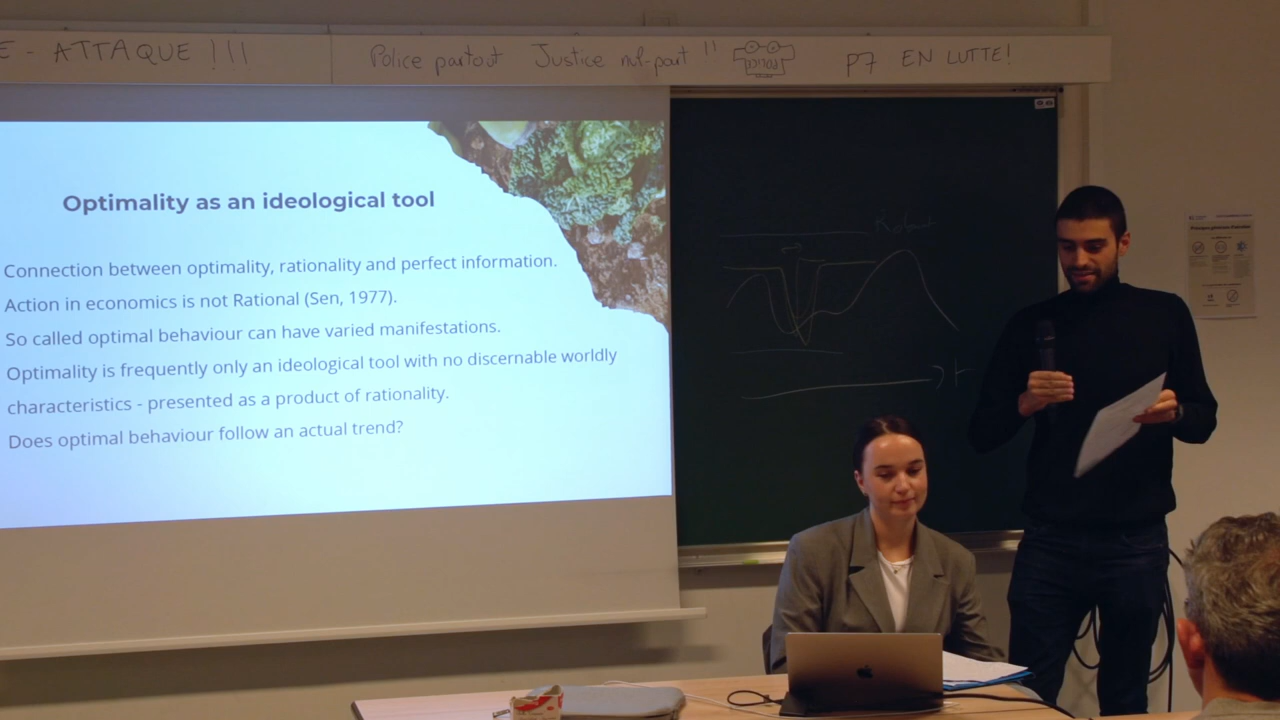 E - ATTAQUE !!!
Police partout Justice nul-part !!
P7 EN LUTTE!
Optimality as an ideological tool
Connection between optimality, rationality and perfect information.
Action in economics is not Rational (Sen, 1977).
So called optimal behaviour can have varied manifestations.
Optimality is frequently only an ideological tool with no discernable worldly
characteristics - presented as a product of rationality.
Does optimal behaviour follow an actual trend?